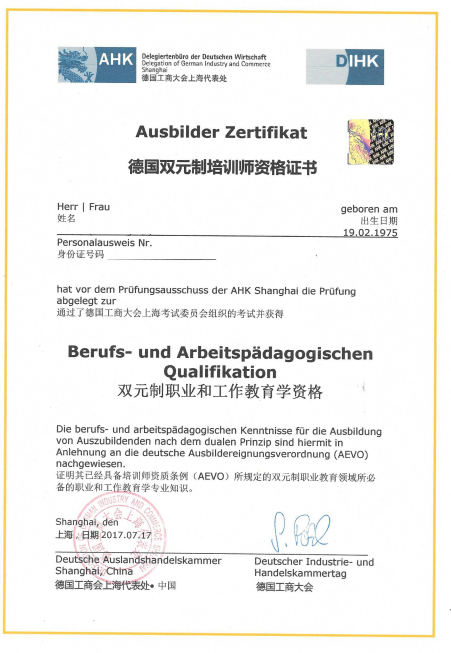 AHK
Delegiertenbüro der Deutschen Wirtschaft
Delegation of German Industry and Commerce
Shanghai
德国工商大会上海代表处
DIHK
Ausbilder Zertifikat
德国双元制培训师资格证书
Herr | Frau
姓名
geboren am
出生日期
19.02.1975
Personalausweis Nr.
身份证号码
hat vor dem Prüfungsausschuss der AHK Shanghai die Prüfung
abgelegt zur
通过了德国工商大会上海考试委员会组织的考试并获得
Berufs- und Arbeitspädagogischen
Qualifikation
双元制职业和工作教育学资格
Die berufs- und arbeitspädagogischen Kenntnisse für die Ausbildung
von Auszubildenden nach dem dualen Prinzip sind hiermit in
Anlehnung an die deutsche Ausbildereignungsverordnung (AEVO)
nachgewiesen.
证明其已经具备培训师资质条例（AEVO）所规定的双元制职业教育领域所必
备的职业和工作教育学专业知识。
Shanghai, den
上海，日期 2017.07.17
Deutsche Auslandshandelskammer
Shanghai, China
德国工商会上海代表处• 中国
Deutscher Industrie- und
Handelskammertag
德国工商大会